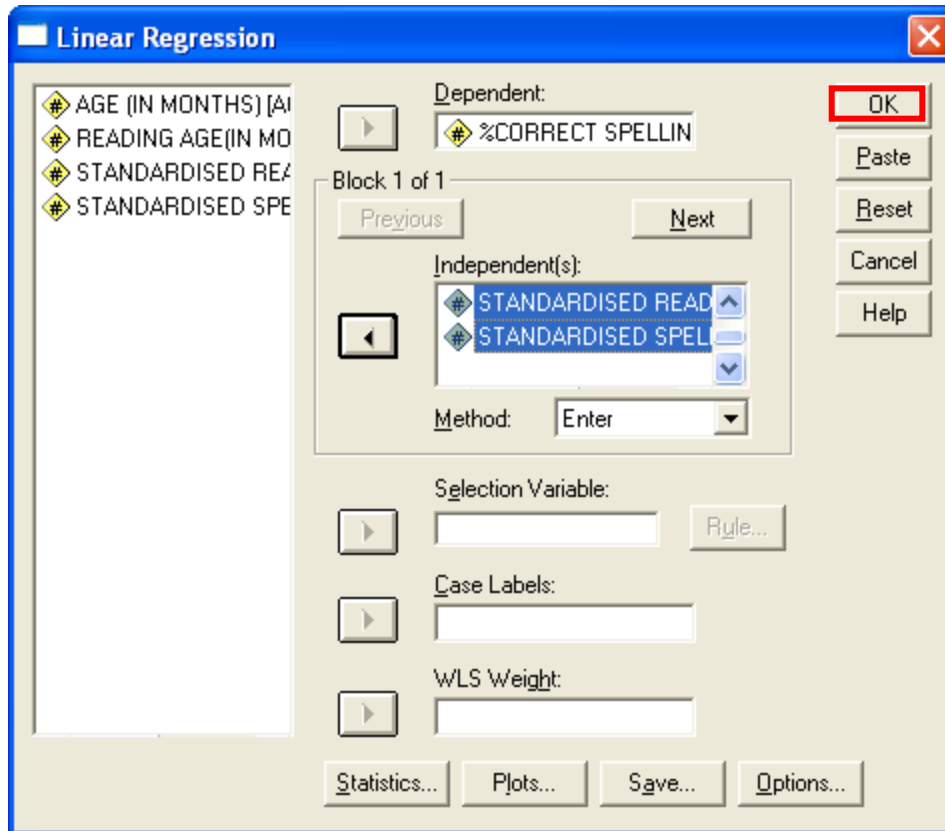 Linear Regression
# AGE (IN MONTHS) [A
# READING AGE(IN MO
# STANDARDISED REA
# STANDARDISED SPE
Dependent:
# %CORRECT SPELLIN
Block 1 of 1
Previous
Next
Independent(s):
# STANDARDISED READ
# STANDARDISED SPEL
Method:
Enter
Selection Variable:
Rule...
Case Labels:
WLS Weight:
Statistics...
Plots...
Save...
Options...
OK
Paste
Reset
Cancel
Help